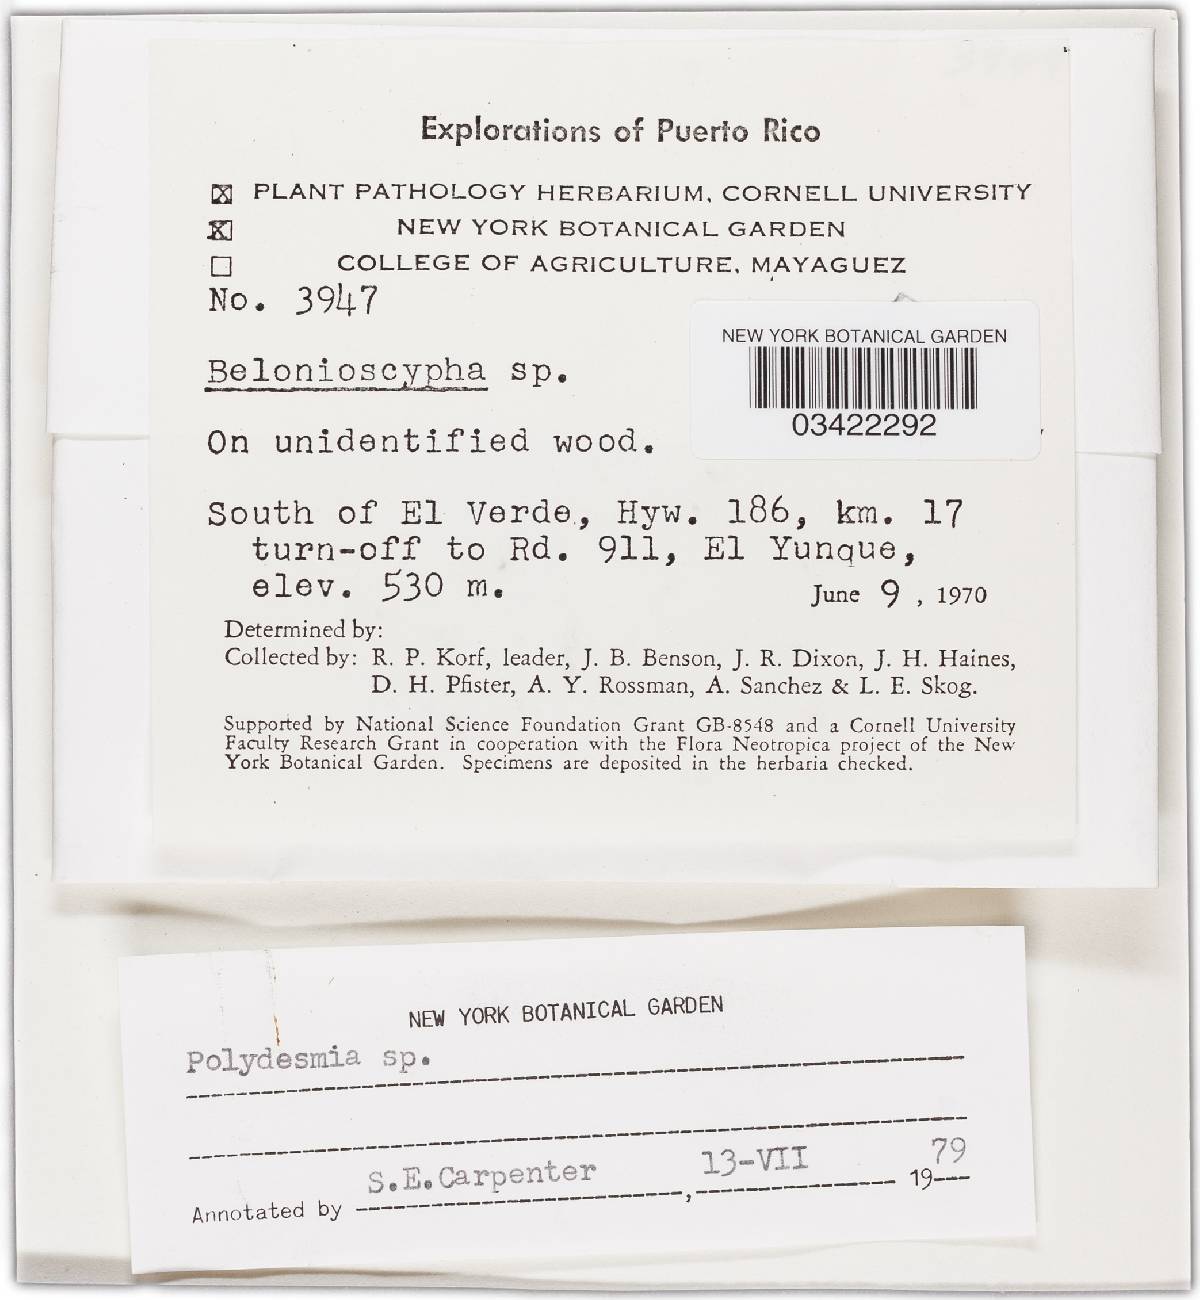 Explorations of Puerto Rico
☒ PLANT PATHOLOGY HERBARIUM, CORNELL UNIVERSITY
☒ NEW YORK BOTANICAL GARDEN
☐ COLLEGE OF AGRICULTURE, MAYAGUEZ
No. 3947
NEW YORK BOTANICAL GARDEN
03422292
Belonioscypha sp.
On unidentified wood.
South of El Verde, Hyw. 186, km. 17
turn-off to Rd. 911, El Yunque,
elev. 530 m.
June 9, 1970
Determined by:
Collected by: R. P. Korf, leader, J. B. Benson, J. R. Dixon, J. H. Haines,
D. H. Pfister, A. Y. Rossman, A. Sanchez & L. E. Skog.
Supported by National Science Foundation Grant GB-8548 and a Cornell University
Faculty Research Grant in cooperation with the Flora Neotropica project of the New
York Botanical Garden. Specimens are deposited in the herbaria checked.
NEW YORK BOTANICAL GARDEN
Polydesmia sp.
Annotated by S.E.Carpenter, 13-VII 1979